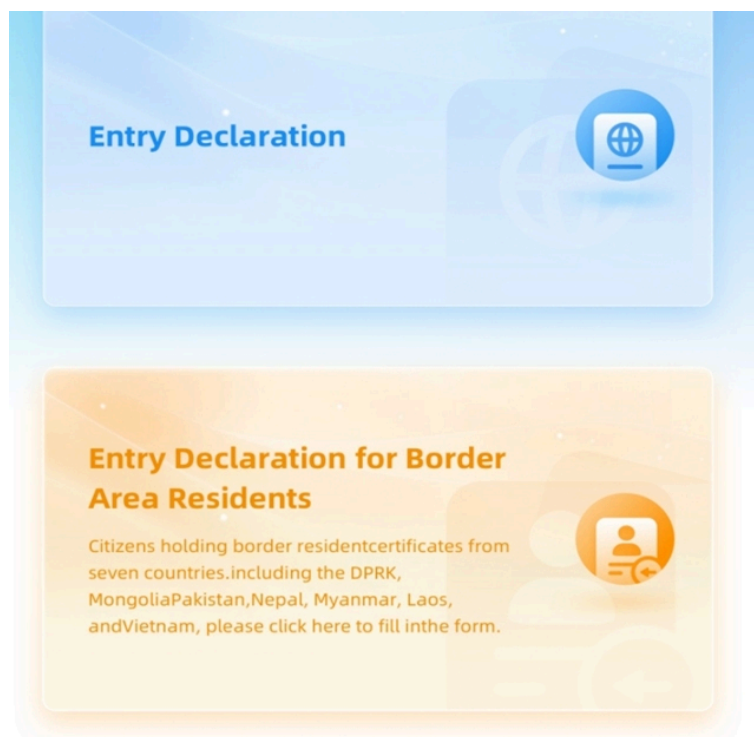 Entry Declaration
Entry Declaration for Border
Area Residents
Citizens holding border residentcertificates from
seven countries.including the DPRK,
MongoliaPakistan,Nepal, Myanmar, Laos,
andVietnam, please click here to fill inthe form.